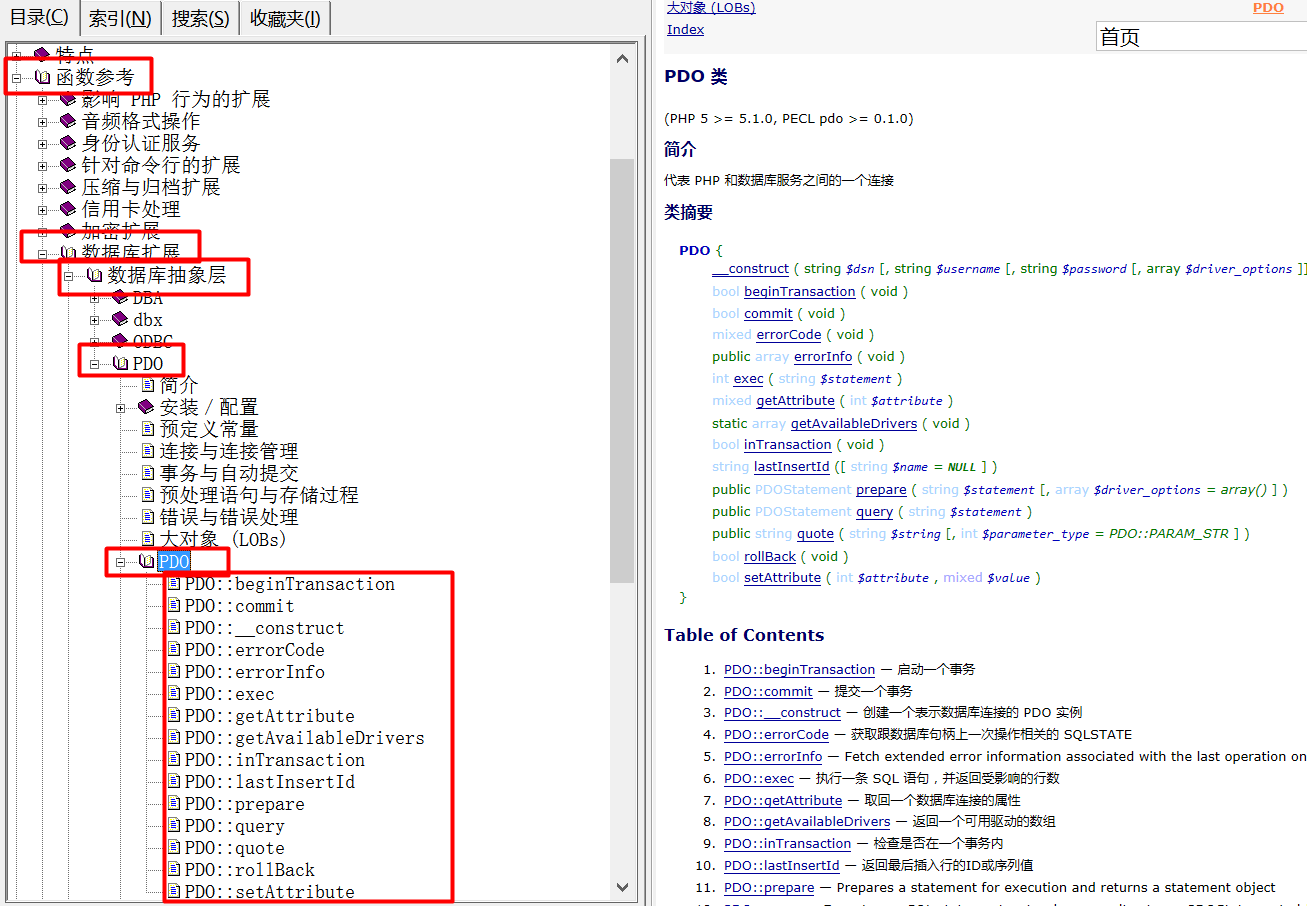 目录(C) 索引(N) 搜索(S) 收藏夹(I)
特点
函数参考
影响 PHP 行为的扩展
音频格式操作
身份认证服务
针对命令行的扩展
压缩与归档扩展
信用卡处理
加密扩展
数据库扩展
数据库抽象层
DBA
dbx
ODBC
PDO
简介
安装／配置
预定义常量
连接与连接管理
事务与自动提交
预处理语句与存储过程
错误与错误处理
大对象 (LOBs)
PDO
PDO::beginTransaction
PDO::commit
PDO::__construct
PDO::errorCode
PDO::errorInfo
PDO::exec
PDO::getAttribute
PDO::getAvailableDrivers
PDO::inTransaction
PDO::lastInsertId
PDO::prepare
PDO::query
PDO::quote
PDO::rollBack
PDO::setAttribute
大对象 (LOBs)
PDO
Index
首页
PDO 类
(PHP 5 >= 5.1.0, PECL pdo >= 0.1.0)
简介
代表 PHP 和数据库服务之间的一个连接
类摘要
PDO {
__construct ( string $dsn [, string $username [, string $password [, array $driver_options ]]
bool beginTransaction ( void )
bool commit ( void )
mixed errorCode ( void )
public array errorInfo ( void )
int exec ( string $statement )
mixed getAttribute ( int $attribute )
static array getAvailableDrivers ( void )
bool inTransaction ( void )
string lastInsertId ([ string $name = NULL ] )
public PDOStatement prepare ( string $statement [, array $driver_options = array() ] )
public PDOStatement query ( string $statement )
public string quote ( string $string [, int $parameter_type = PDO::PARAM_STR ] )
bool rollBack ( void )
bool setAttribute ( int $attribute , mixed $value )
}
Table of Contents
1. PDO::beginTransaction — 启动一个事务
2. PDO::commit — 提交一个事务
3. PDO::__construct — 创建一个表示数据库连接的 PDO 实例
4. PDO::errorCode — 获取跟数据库句柄上一次操作相关的 SQLSTATE
5. PDO::errorInfo — Fetch extended error information associated with the last operation on
6. PDO::exec — 执行一条 SQL 语句，并返回受影响的行数
7. PDO::getAttribute — 取回一个数据库连接的属性
8. PDO::getAvailableDrivers — 返回一个可用驱动的数组
9. PDO::inTransaction — 检查是否在一个事务内
10. PDO::lastInsertId — 返回最后插入行的ID或序列值
11. PDO::prepare — Prepares a statement for execution and returns a statement object